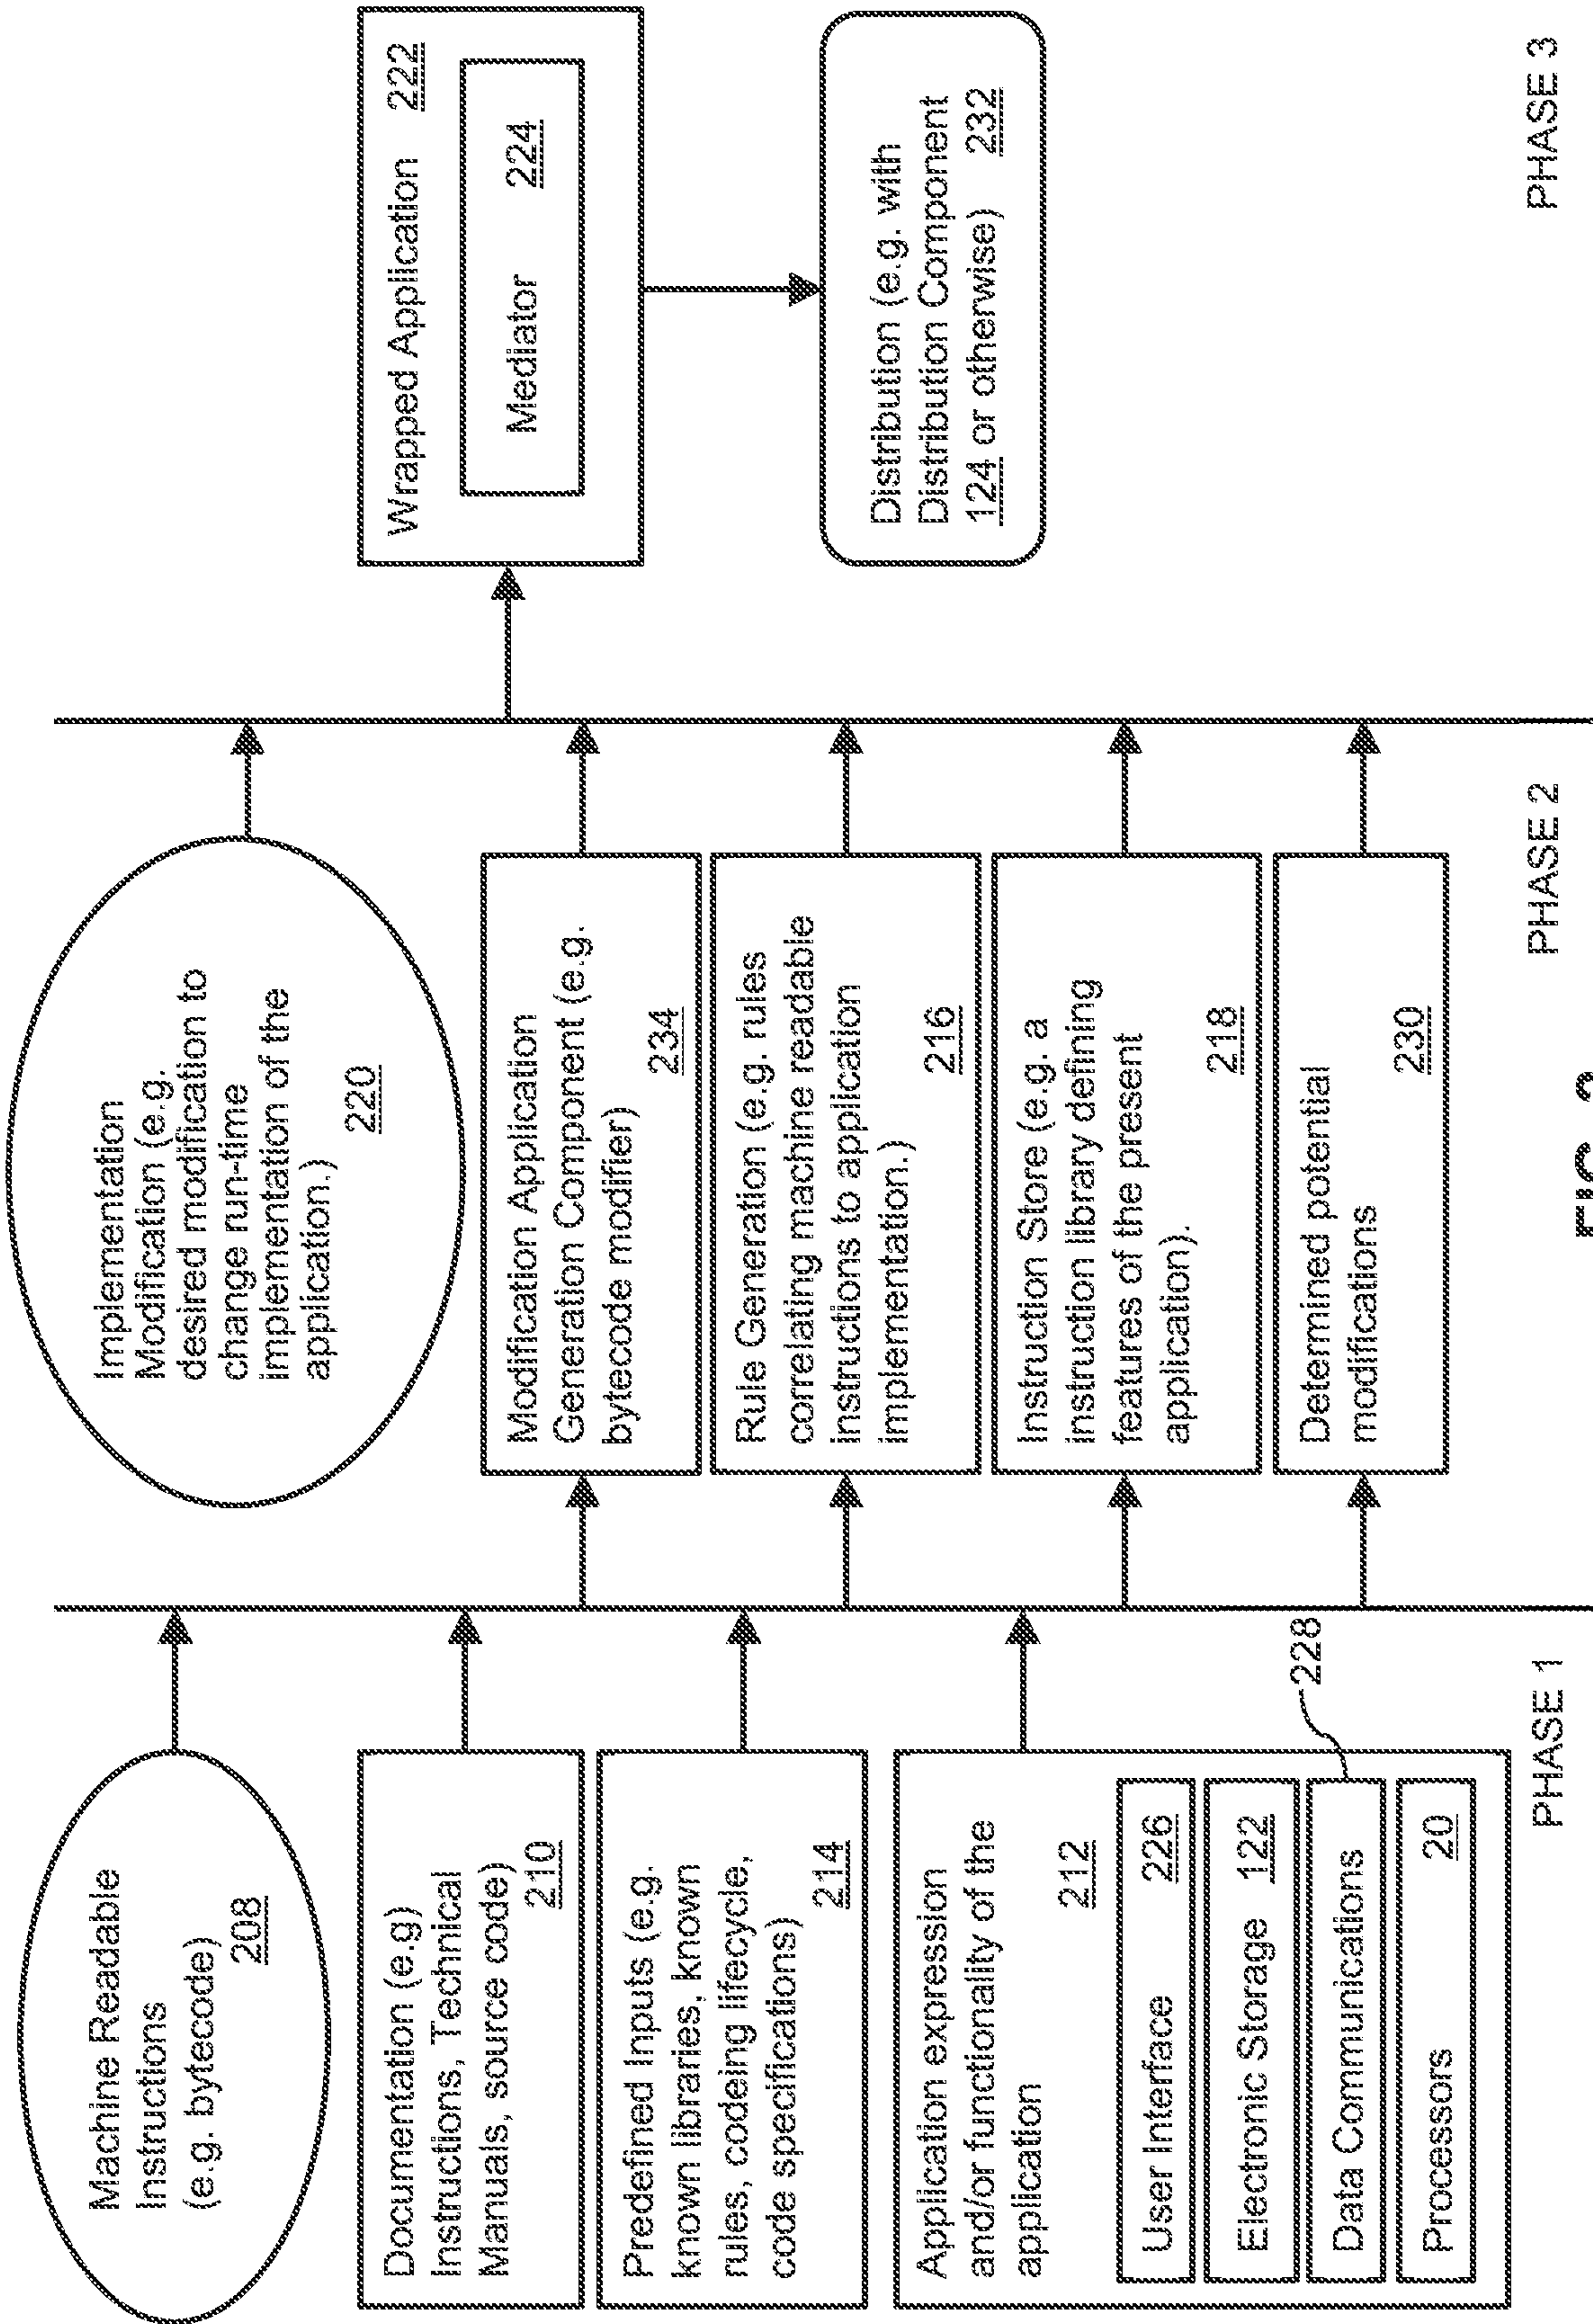 Machine Readable
Instructions
(e.g. bytecode)
208
Documentation (e.g)
Instructions, Technical
Manuals, source code)
210
Predefined Inputs (e.g.
known libraries, known
rules, codeing lifecycle,
code specifications)
214
Application expression
and/or functionality of the
application
212
User Interface 226
Electronic Storage 122
Data Communications
228
Processors 20
PHASE 1
Implementation
Modification (e.g.
desired modification to
change run-time
implementation of the
application.)
220
Modification Application
Generation Component (e.g.
bytecode modifier)
234
Rule Generation (e.g. rules
correlating machine readable
instructions to application
implementation.)
216
Instruction Store (e.g. a
instruction library defining
features of the present
application).
218
Determined potential
modifications
230
PHASE 2
Wrapped Application 222
Mediator 224
Distribution (e.g. with
Distribution Component
124 or otherwise) 232
PHASE 3
FIG.